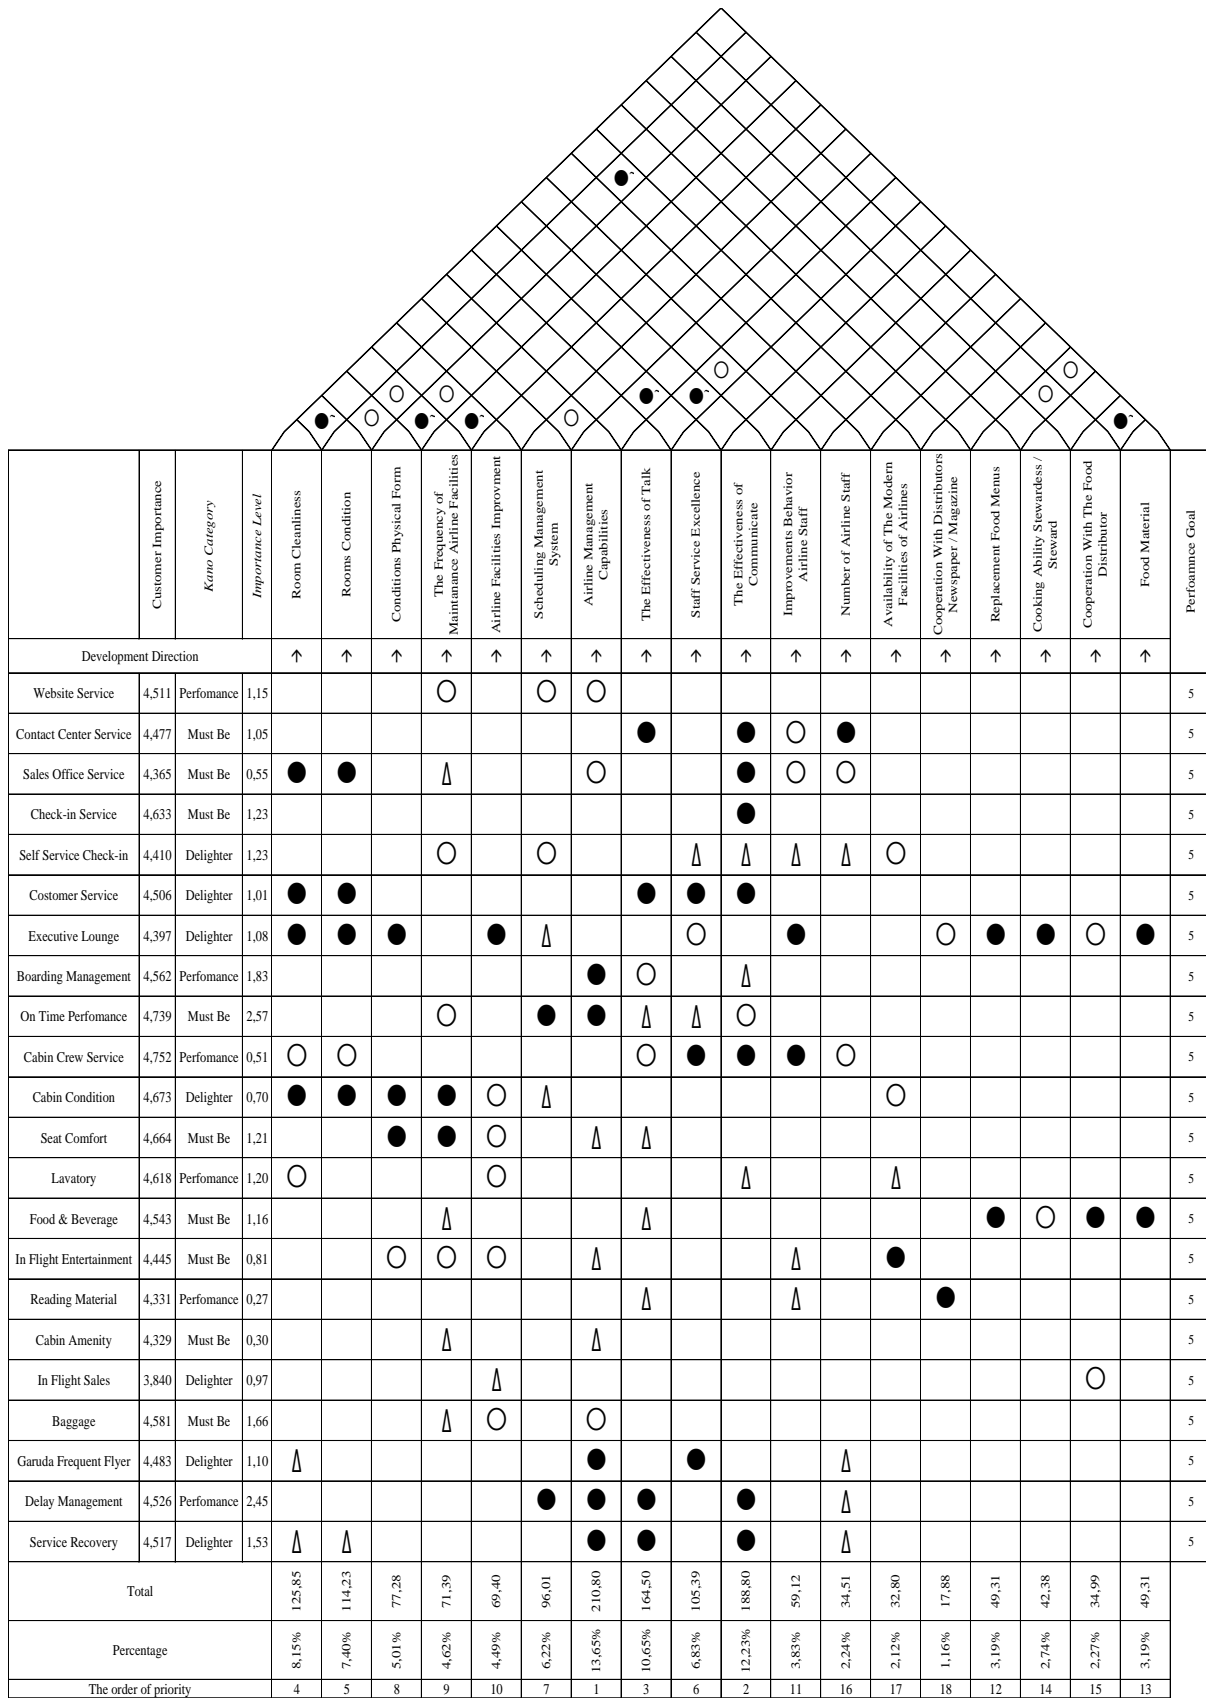 Customer Importance
Kano Category
Importance Level
Room Cleanliness
Rooms Condition
Conditions Physical Form
The Frequency of
Maintanance Airline Facilities
Airline Facilities Improvment
Scheduling Management
System
Airline Management
Capabilities
The Effectiveness of Talk
Staff Service Excellence
The Effectiveness of
Communicate
Improvements Behavior
Airline Staff
Number of Airline Staff
Availability of The Modern
Facilities of Airlines
Cooperation With Distributors
Newspaper / Magazine
Replacement Food Menus
Cooking Ability Stewardess /
Steward
Cooperation With The Food
Distributor
Food Material
Perfoamnce Goal
Development Direction ↑ ↑ ↑ ↑ ↑ ↑ ↑ ↑ ↑ ↑ ↑ ↑ ↑ ↑ ↑ ↑ ↑ ↑
Website Service 4,511 Perfomance 1,15 5
Contact Center Service 4,477 Must Be 1,05 5
Sales Office Service 4,365 Must Be 0,55 5
Check-in Service 4,633 Must Be 1,23 5
Self Service Check-in 4,410 Delighter 1,23 5
Costomer Service 4,506 Delighter 1,01 5
Executive Lounge 4,397 Delighter 1,08 5
Boarding Management 4,562 Perfomance 1,83 5
On Time Perfomance 4,739 Must Be 2,57 5
Cabin Crew Service 4,752 Perfomance 0,51 5
Cabin Condition 4,673 Delighter 0,70 5
Seat Comfort 4,664 Must Be 1,21 5
Lavatory 4,618 Perfomance 1,20 5
Food & Beverage 4,543 Must Be 1,16 5
In Flight Entertainment 4,445 Must Be 0,81 5
Reading Material 4,331 Perfomance 0,27 5
Cabin Amenity 4,329 Must Be 0,30 5
In Flight Sales 3,840 Delighter 0,97 5
Baggage 4,581 Must Be 1,66 5
Garuda Frequent Flyer 4,483 Delighter 1,10 5
Delay Management 4,526 Perfomance 2,45 5
Service Recovery 4,517 Delighter 1,53 5
Total 125,85 114,23 77,28 71,39 69,40 96,01 210,80 164,50 105,39 188,80 59,12 34,51 32,80 17,88 49,31 42,38 34,99 49,31
Percentage 8,15% 7,40% 5,01% 4,62% 4,49% 6,22% 13,65% 10,65% 6,83% 12,23% 3,83% 2,24% 2,12% 1,16% 3,19% 2,74% 2,27% 3,19%
The order of priority 4 5 8 9 10 7 1 3 6 2 11 16 17 18 12 14 15 13